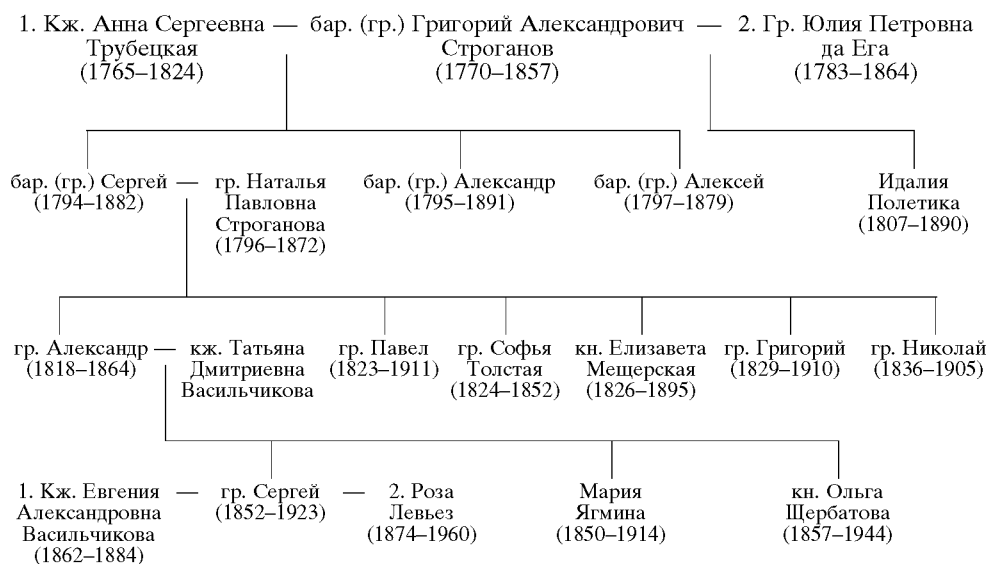 1. Кж. Анна Сергеевна — бар. (гр.) Григорий Александрович — 2. Гр. Юлия Петровна
Трубецкая Строганов да Ега
(1765–1824) (1770–1857) (1783–1864)
бар. (гр.) Сергей — гр. Наталья бар. (гр.) Александр бар. (гр.) Алексей Идалия
(1794–1882) Павловна (1795–1891) (1797–1879) Полетика
Строганова (1807–1890)
(1796–1872)
гр. Александр — кж. Татьяна гр. Павел гр. Софья кн. Елизавета гр. Григорий гр. Николай
(1818–1864) Дмитриевна (1823–1911) Толстая Мещерская (1829–1910) (1836–1905)
Васильчикова (1824–1852) (1826–1895)
1. Кж. Евгения — гр. Сергей — 2. Роза Мария кн. Ольга
Александровна (1852–1923) Левьез Ягмина Щербатова
Васильчикова (1874–1960) (1850–1914) (1857–1944)
(1862–1884)